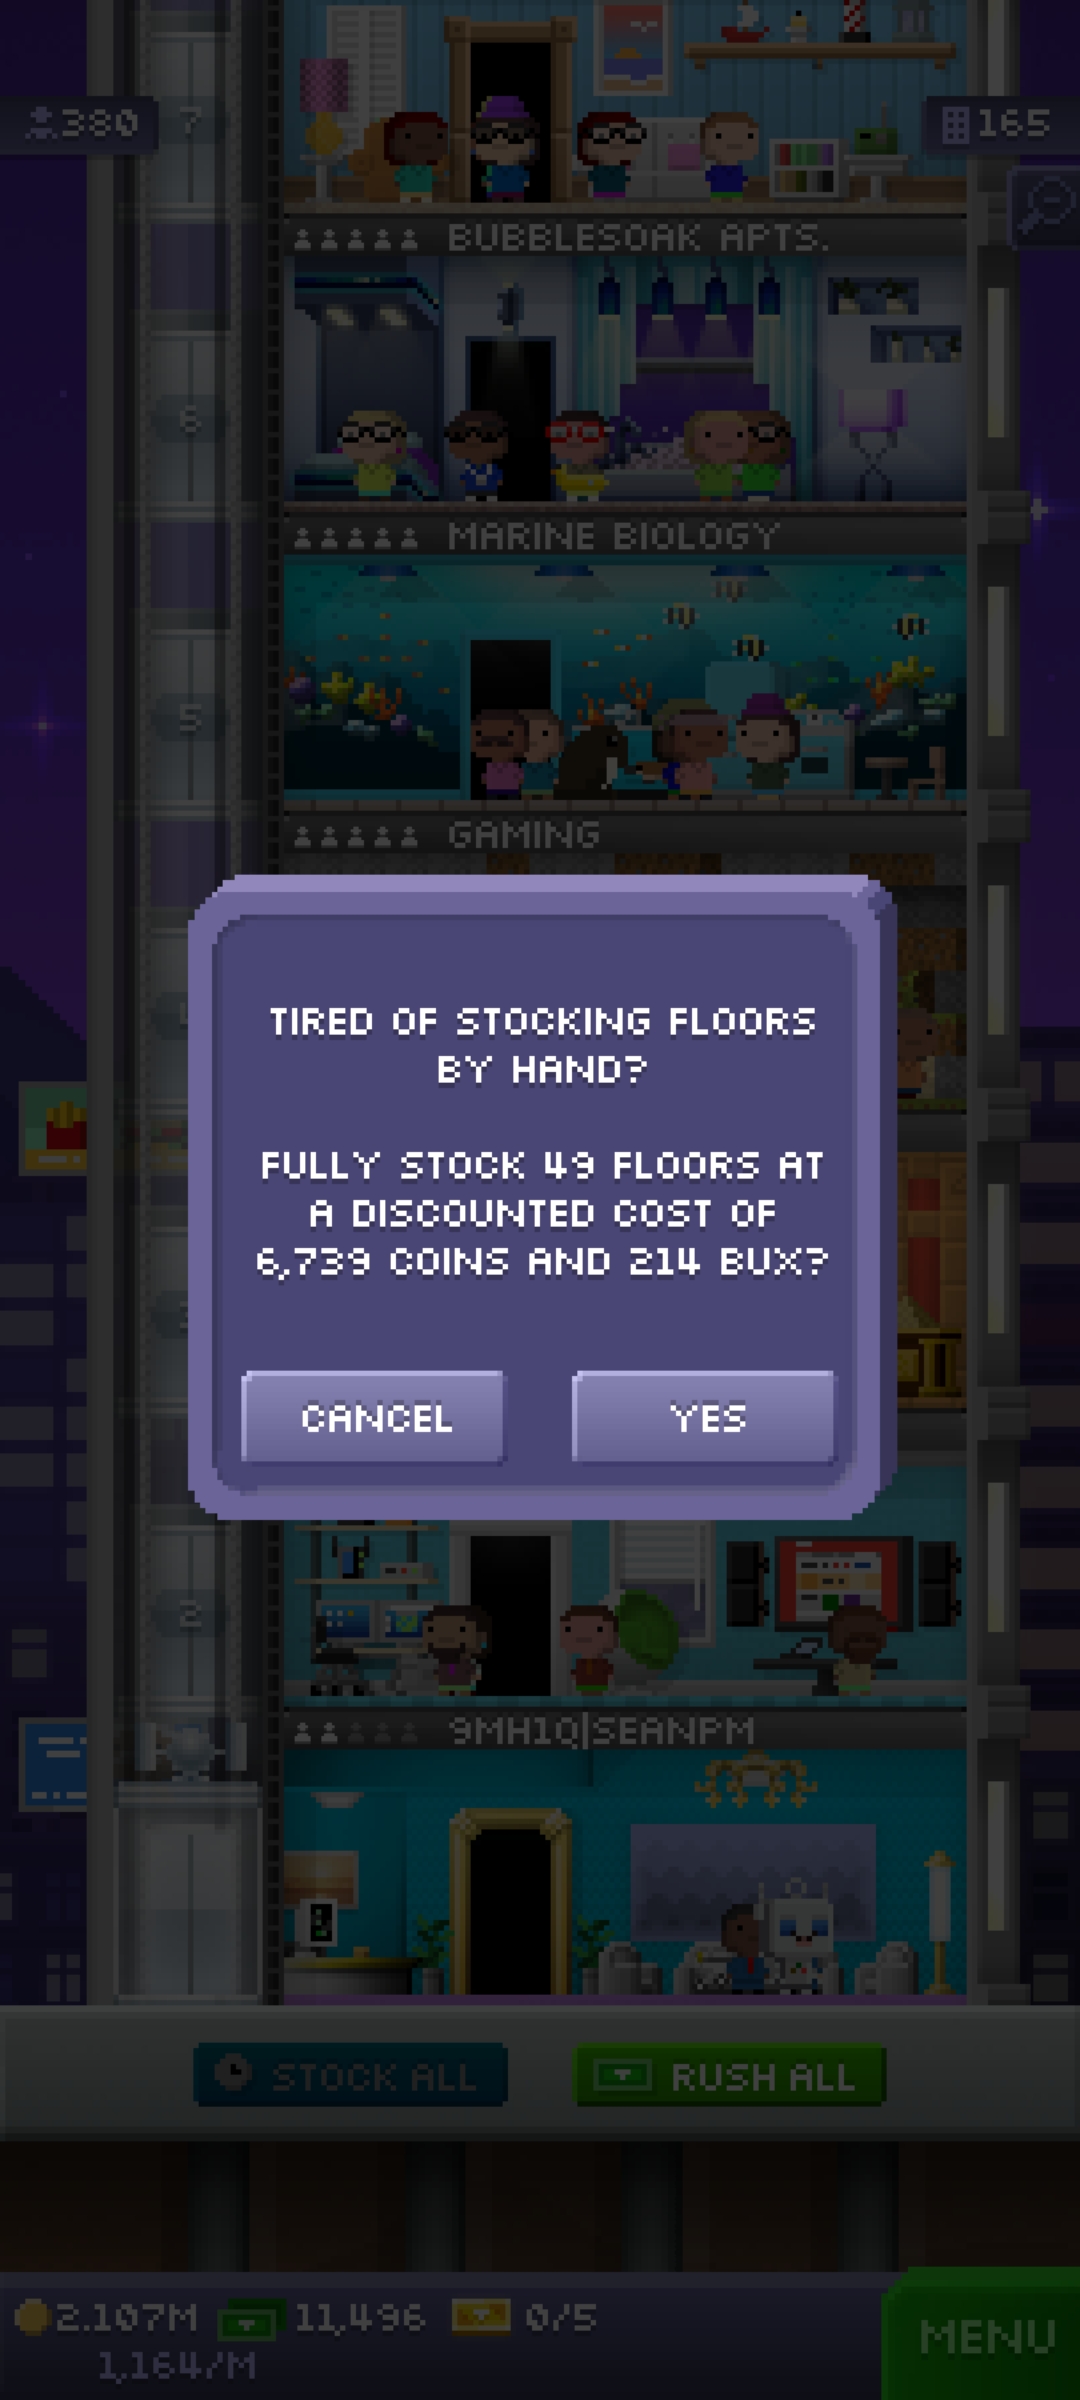 380
7
165
BUBBLESOAK APTS.
6
MARINE BIOLOGY
5
GAMING
TIRED OF STOCKING FLOORS
BY HAND?
FULLY STOCK 49 FLOORS AT
A DISCOUNTED COST OF
6,739 COINS AND 214 BUX?
CANCEL
YES
2
9MH1Q|SEANPM
STOCK ALL
RUSH ALL
2.107M
11,496
0/5
1,164/M
MENU